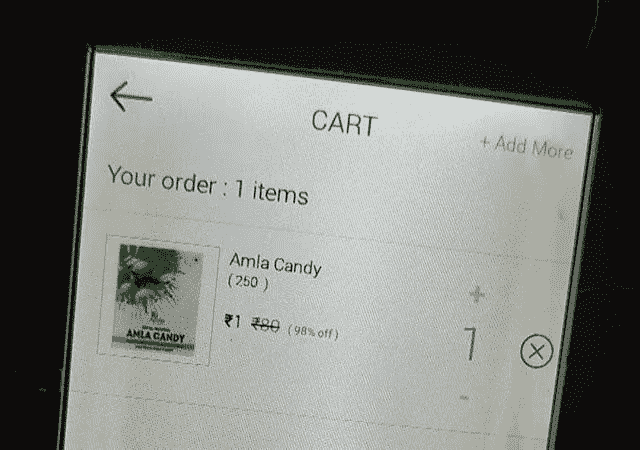 CART
+ Add More
Your order : 1 items
Amla Candy
(250 )
₹1 ₹80 (98% off)
+
1
-
AMLA CANDY